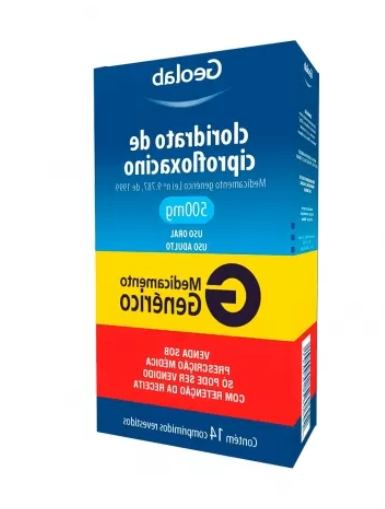 Geolab
cloridrato de
ciprofloxacino
Medicamento genérico Lei nº 9.787, de 1999
500mg
USO ORAL
USO ADULTO
G
Medicamento
Genérico
VENDA SOB
PRESCRIÇÃO MÉDICA
SÓ PODE SER VENDIDO
COM RETENÇÃO DA RECEITA
Contém 14 comprimidos revestidos